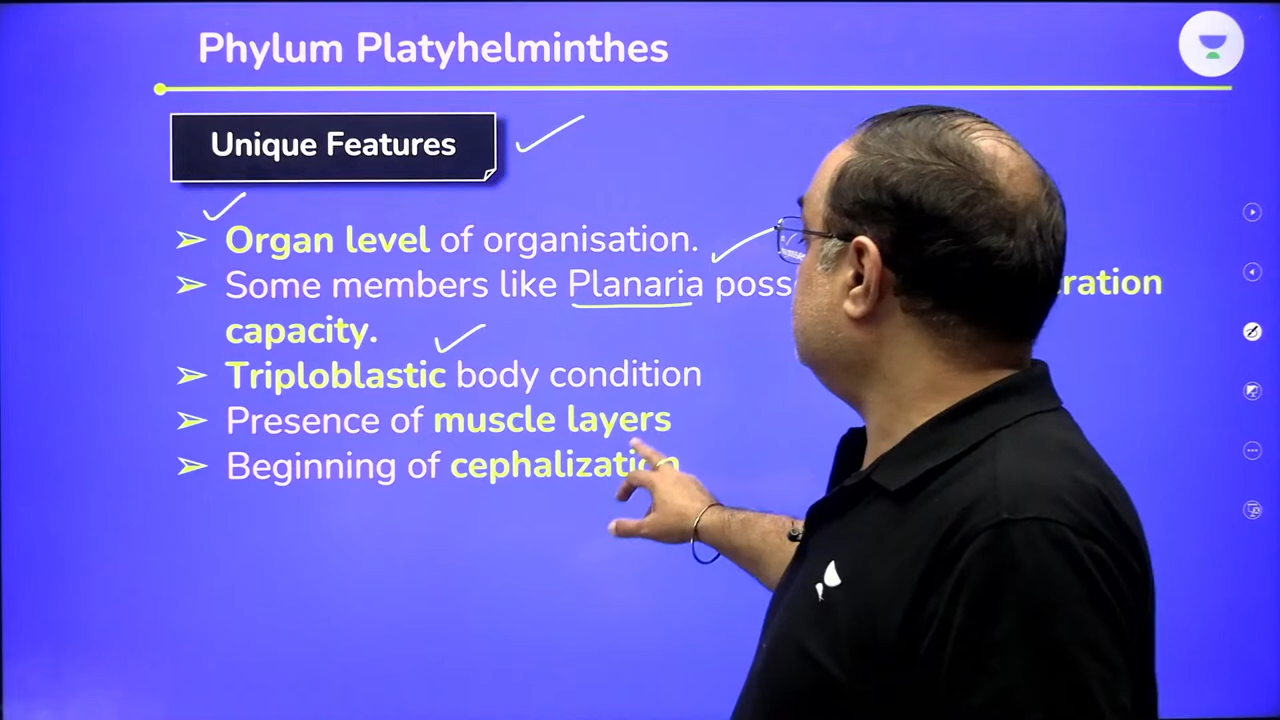 Phylum Platyhelminthes
Unique Features
➢ Organ level of organisation.
➢ Some members like Planaria
capacity.
➢ Triploblastic body condition
➢ Presence of muscle layers
➢ Beginning of cephalization